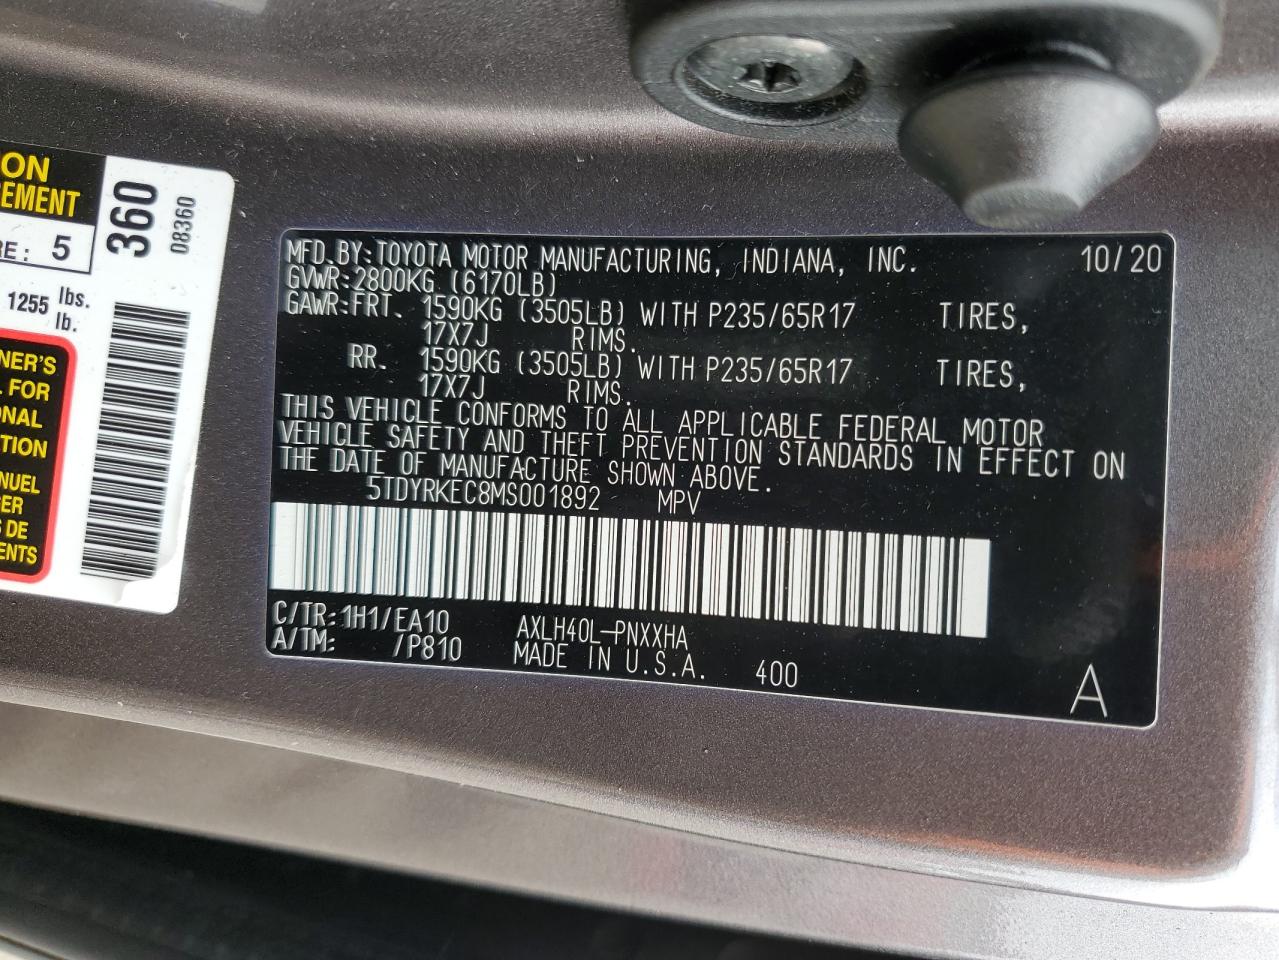 ON
CEMENT
RE: 5
1255 lbs.
lb.
360
08360
NER'S
L FOR
ONAL
TION
NUEL
GER
S DE
ENTS
MFD.BY:TOYOTA MOTOR MANUFACTURING, INDIANA, INC. 10/20
GVWR:2800KG (6170LB)
GAWR:FRT. 1590KG (3505LB) WITH P235/65R17 TIRES,
17X7J RIMS.
RR. 1590KG (3505LB) WITH P235/65R17 TIRES,
17X7J RIMS.
THIS VEHICLE CONFORMS TO ALL APPLICABLE FEDERAL MOTOR
VEHICLE SAFETY AND THEFT PREVENTION STANDARDS IN EFFECT ON
THE DATE OF MANUFACTURE SHOWN ABOVE.
5TDYRKEC8MS001892 MPV
C/TR:1H1/EA10 AXLH40L-PNXXHA
A/TM: /P810 MADE IN U.S.A. 400
A